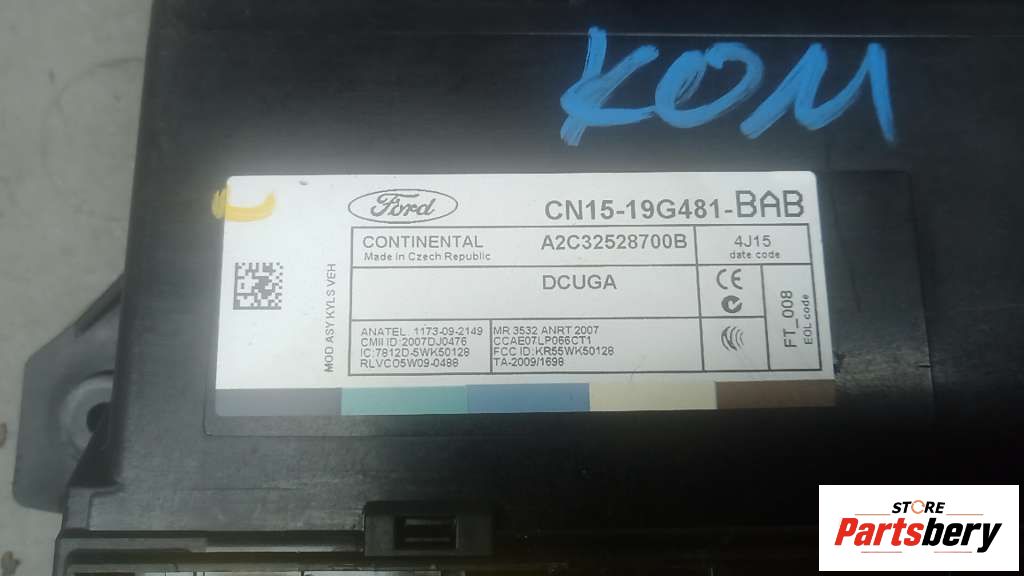 KOM
Ford
CN15-19G481-BAB
CONTINENTAL
Made in Czech Republic
A2C32528700B
4J15
date code
DCUGA
CE
FT_008
EOL code
MOD ASY KYLS VEH
ANATEL 1173-09-2149
CMII ID:2007DJ0476
IC:7812D-5WK50128
RLVCO5W09-0488
MR 3532 ANRT 2007
CCAE07LP066CT1
FCC ID:KR55WK50128
TA-2009/1698
STORE
Partsbery